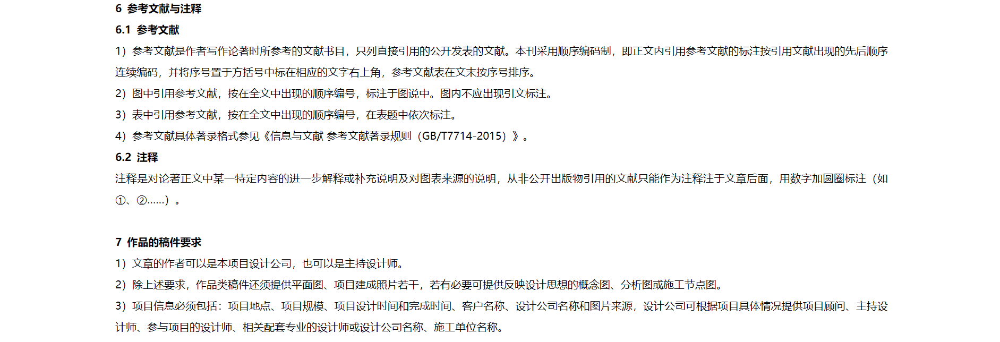 6 参考文献与注释
6.1 参考文献
1）参考文献是作者写作论著时所参考的文献书目，只列直接引用的公开发表的文献。本刊采用顺序编码制，即正文内引用参考文献的标注按引用文献出现的先后顺序
连续编码，并将序号置于方括号中标在相应的文字右上角，参考文献表在文末按序号排序。
2）图中引用参考文献，按在全文中出现的顺序编号，标注于图说中。图内不应出现引文标注。
3）表中引用参考文献，按在全文中出现的顺序编号，在表题中依次标注。
4）参考文献具体著录格式参见《信息与文献 参考文献著录规则（GB/T7714-2015）》。
6.2 注释
注释是对论著正文中某一特定内容的进一步解释或补充说明及对图表来源的说明，从非公开出版物引用的文献只能作为注释注于文章后面，用数字加圆圈标注（如
①、②……）。
7 作品的稿件要求
1）文章的作者可以是本项目设计公司，也可以是主持设计师。
2）除上述要求，作品类稿件还须提供平面图、项目建成照片若干，若有必要可提供反映设计思想的概念图、分析图或施工节点图。
3）项目信息必须包括：项目地点、项目规模、项目设计时间和完成时间、客户名称、设计公司名称和图片来源，设计公司可根据项目具体情况提供项目顾问、主持设
计师、参与项目的设计师、相关配套专业的设计师或设计公司名称、施工单位名称。